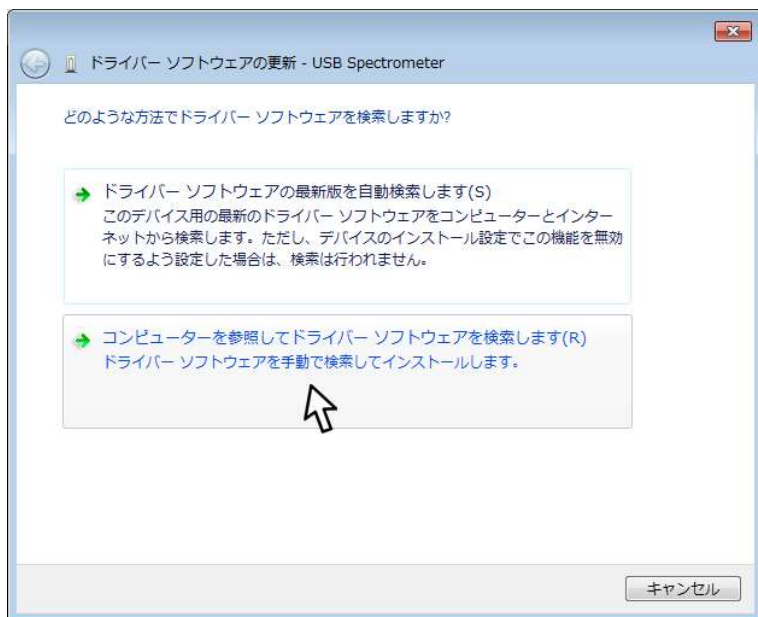 ドライバー ソフトウェアの更新 - USB Spectrometer
どのような方法でドライバー ソフトウェアを検索しますか?
ドライバー ソフトウェアの最新版を自動検索します(S)
このデバイス用の最新のドライバー ソフトウェアをコンピューターとインター
ネットから検索します。ただし、デバイスのインストール設定でこの機能を無効
にするよう設定した場合は、検索は行われません。
コンピューターを参照してドライバー ソフトウェアを検索します(R)
ドライバー ソフトウェアを手動で検索してインストールします。
キャンセル